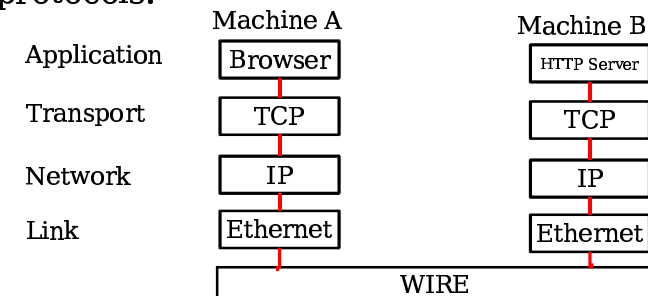 protocols.
Machine A
Machine B
Application
Browser
HTTP Server
Transport
TCP
TCP
Network
IP
IP
Link
Ethernet
Ethernet
WIRE